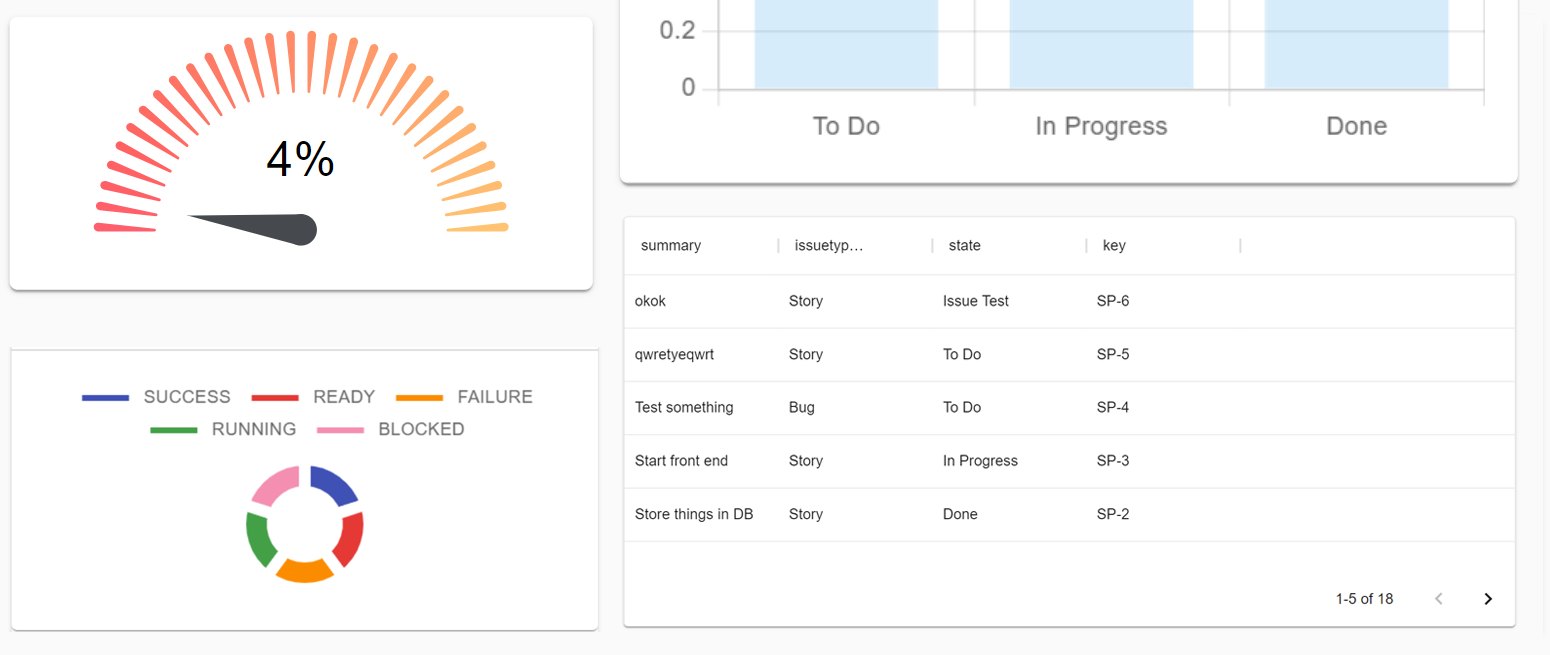 4%
0.2
0
To Do In Progress Done
SUCCESS READY FAILURE
RUNNING BLOCKED
summary issuetyp… state key
okok Story Issue Test SP-6
qwretyeqwrt Story To Do SP-5
Test something Bug To Do SP-4
Start front end Story In Progress SP-3
Store things in DB Story Done SP-2
1-5 of 18